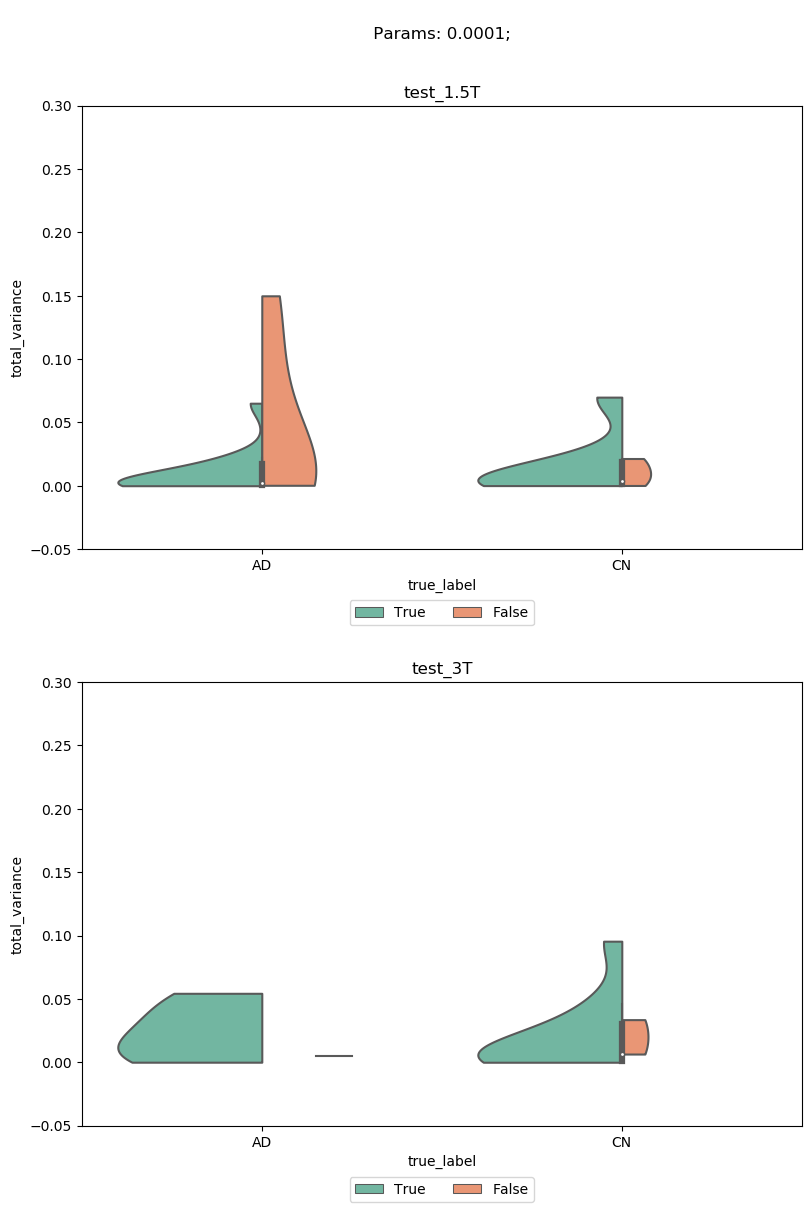 Params: 0.0001;
test_1.5T
0.30
0.25
0.20
0.15
0.10
0.05
0.00
−0.05
total_variance
AD CN
true_label
True False
test_3T
0.30
0.25
0.20
0.15
0.10
0.05
0.00
−0.05
total_variance
AD CN
true_label
True False